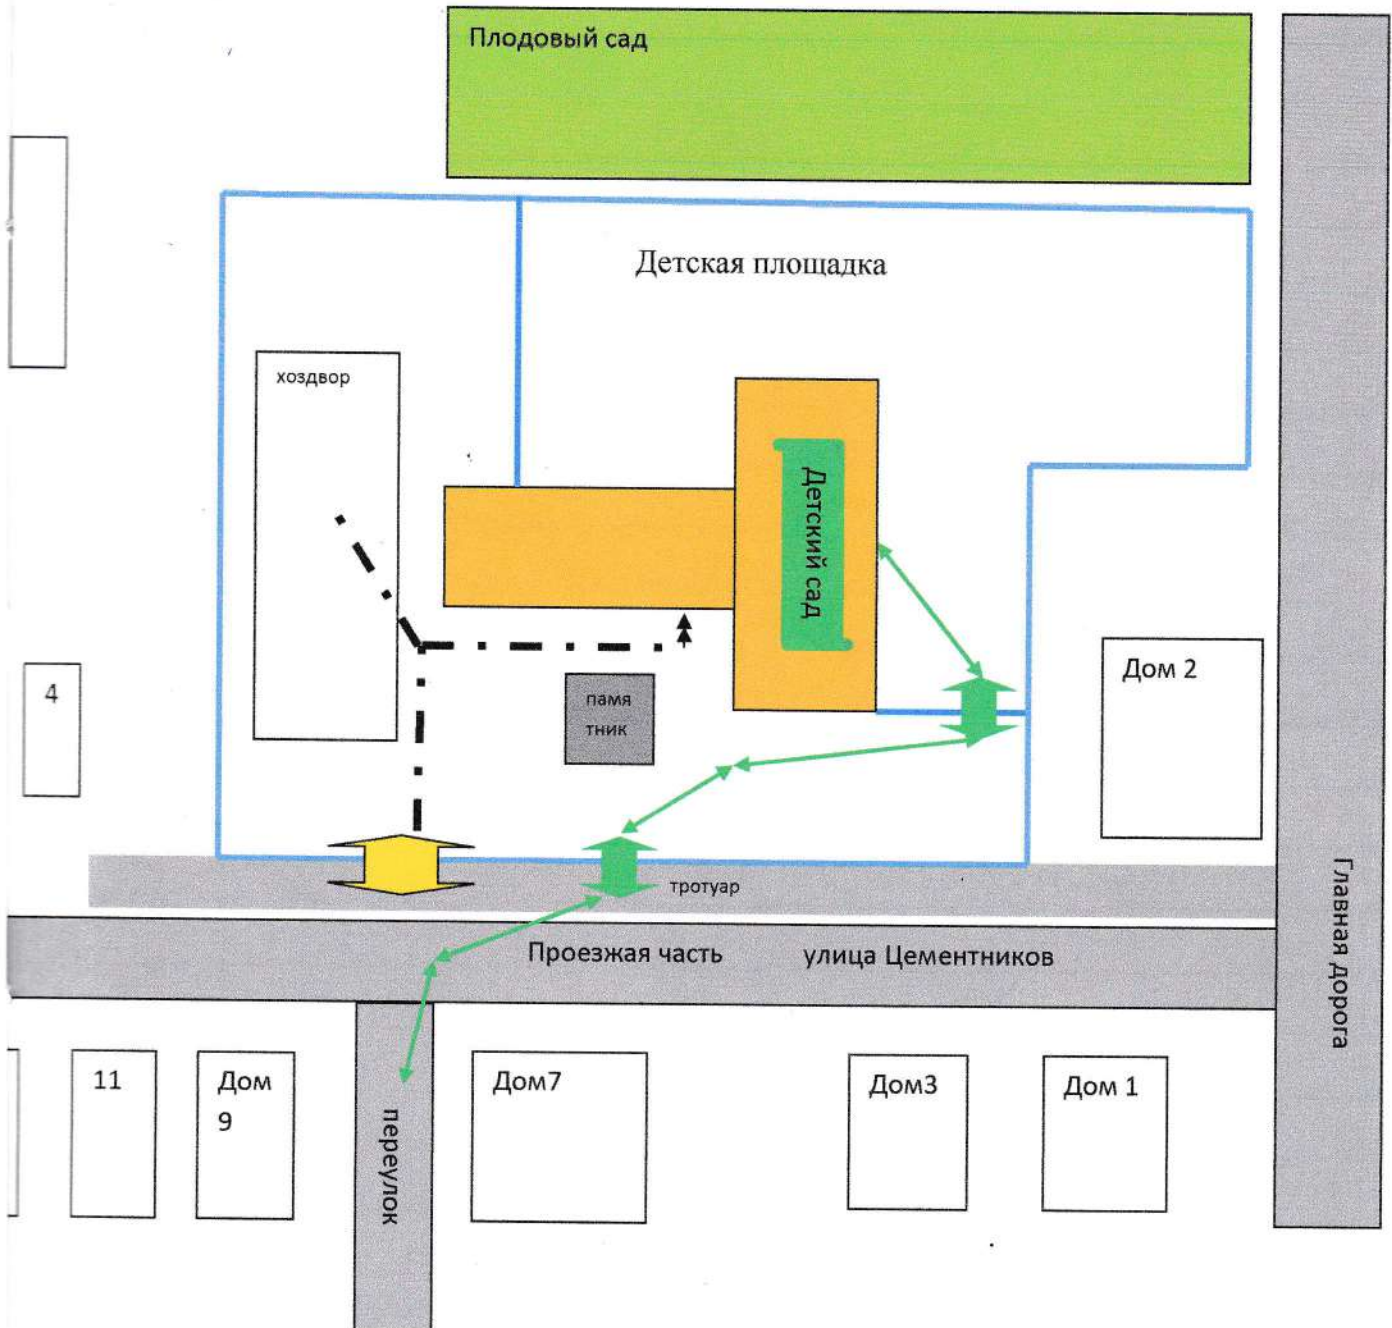 Плодовый сад
Детская площадка
хоздвор
Детский сад
памя
тник
Дом 2
4
тротуар
Проезжая часть улица Цементников
Главная дорога
11
Дом
9
переулок
Дом7
Дом3
Дом 1